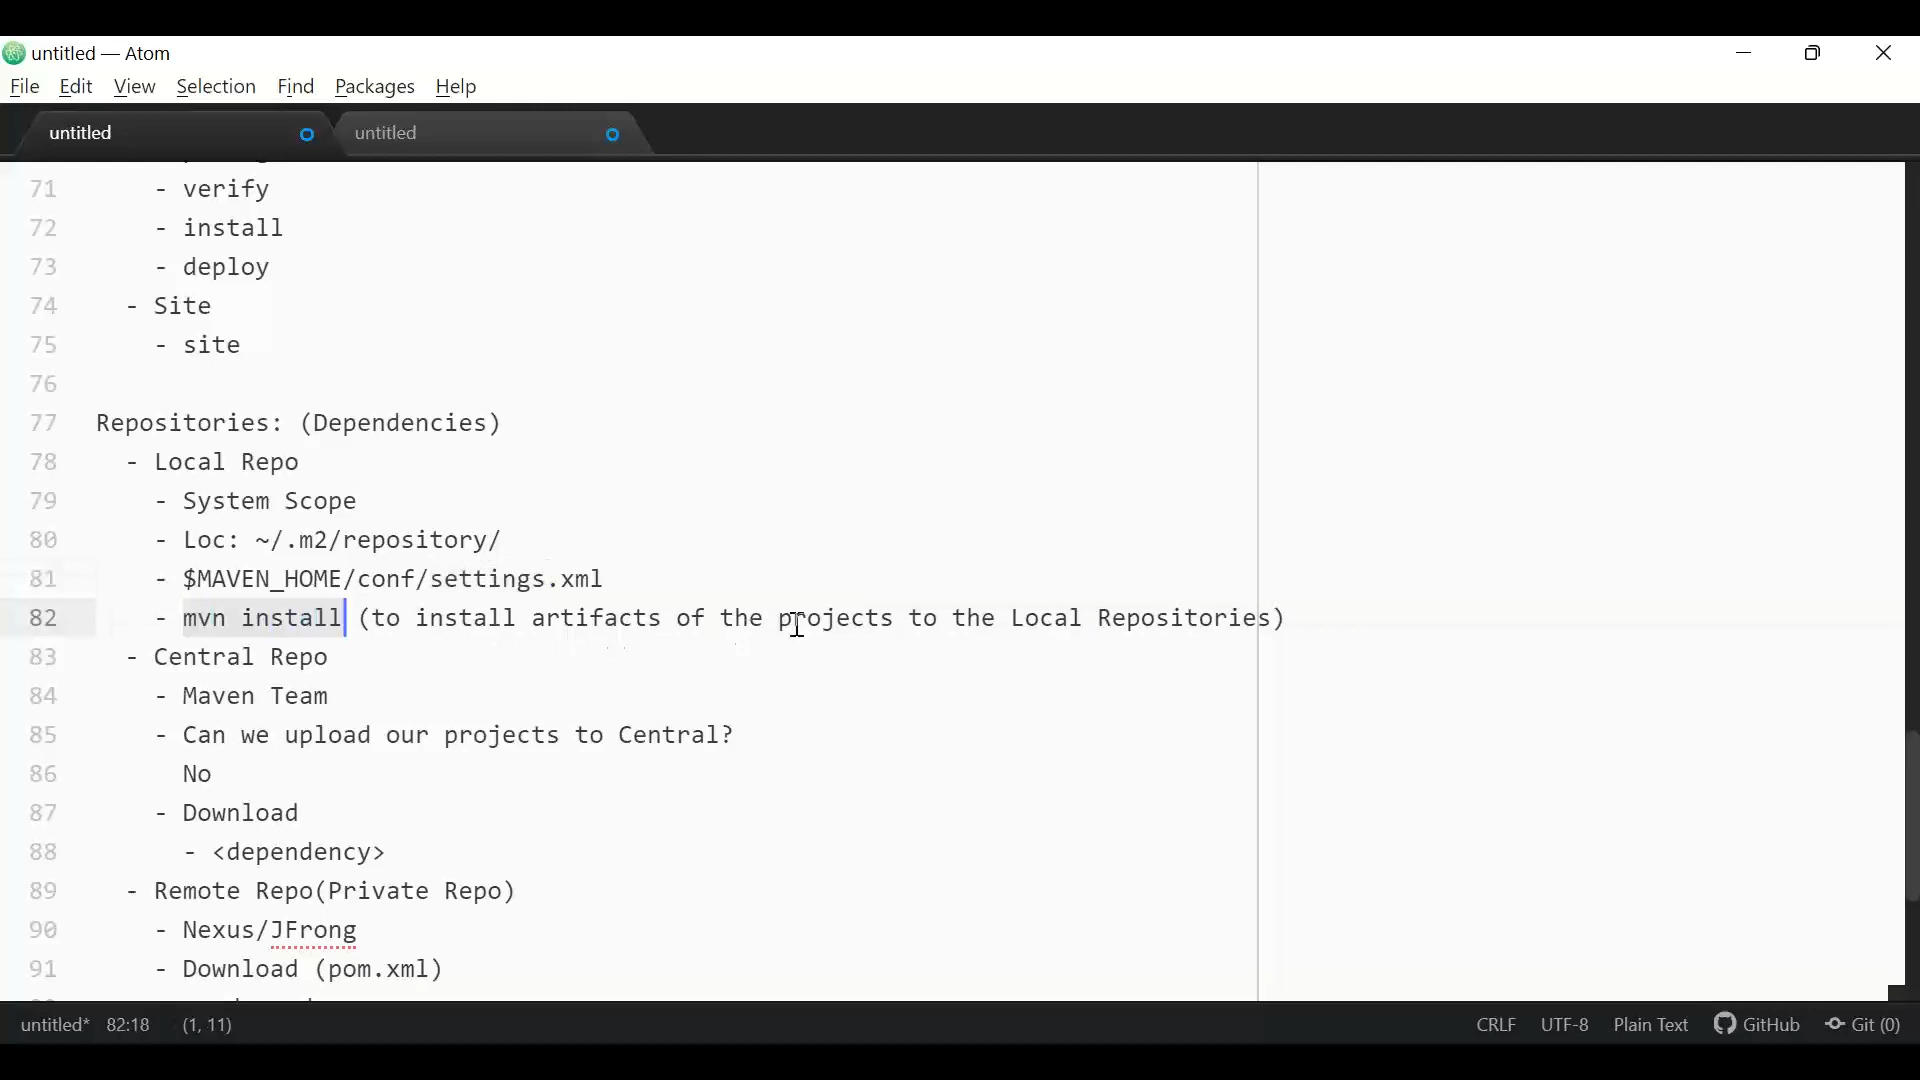 untitled — Atom
File Edit View Selection Find Packages Help
untitled untitled
71 - verify
72 - install
73 - deploy
74 - Site
75 - site
76
77 Repositories: (Dependencies)
78 - Local Repo
79 - System Scope
80 - Loc: ~/.m2/repository/
81 - $MAVEN_HOME/conf/settings.xml
82 - mvn install (to install artifacts of the projects to the Local Repositories)
83 - Central Repo
84 - Maven Team
85 - Can we upload our projects to Central?
86 No
87 - Download
88 - <dependency>
89 - Remote Repo(Private Repo)
90 - Nexus/JFrong
91 - Download (pom.xml)
untitled* 82:18 (1, 11) CRLF UTF-8 Plain Text GitHub Git (0)